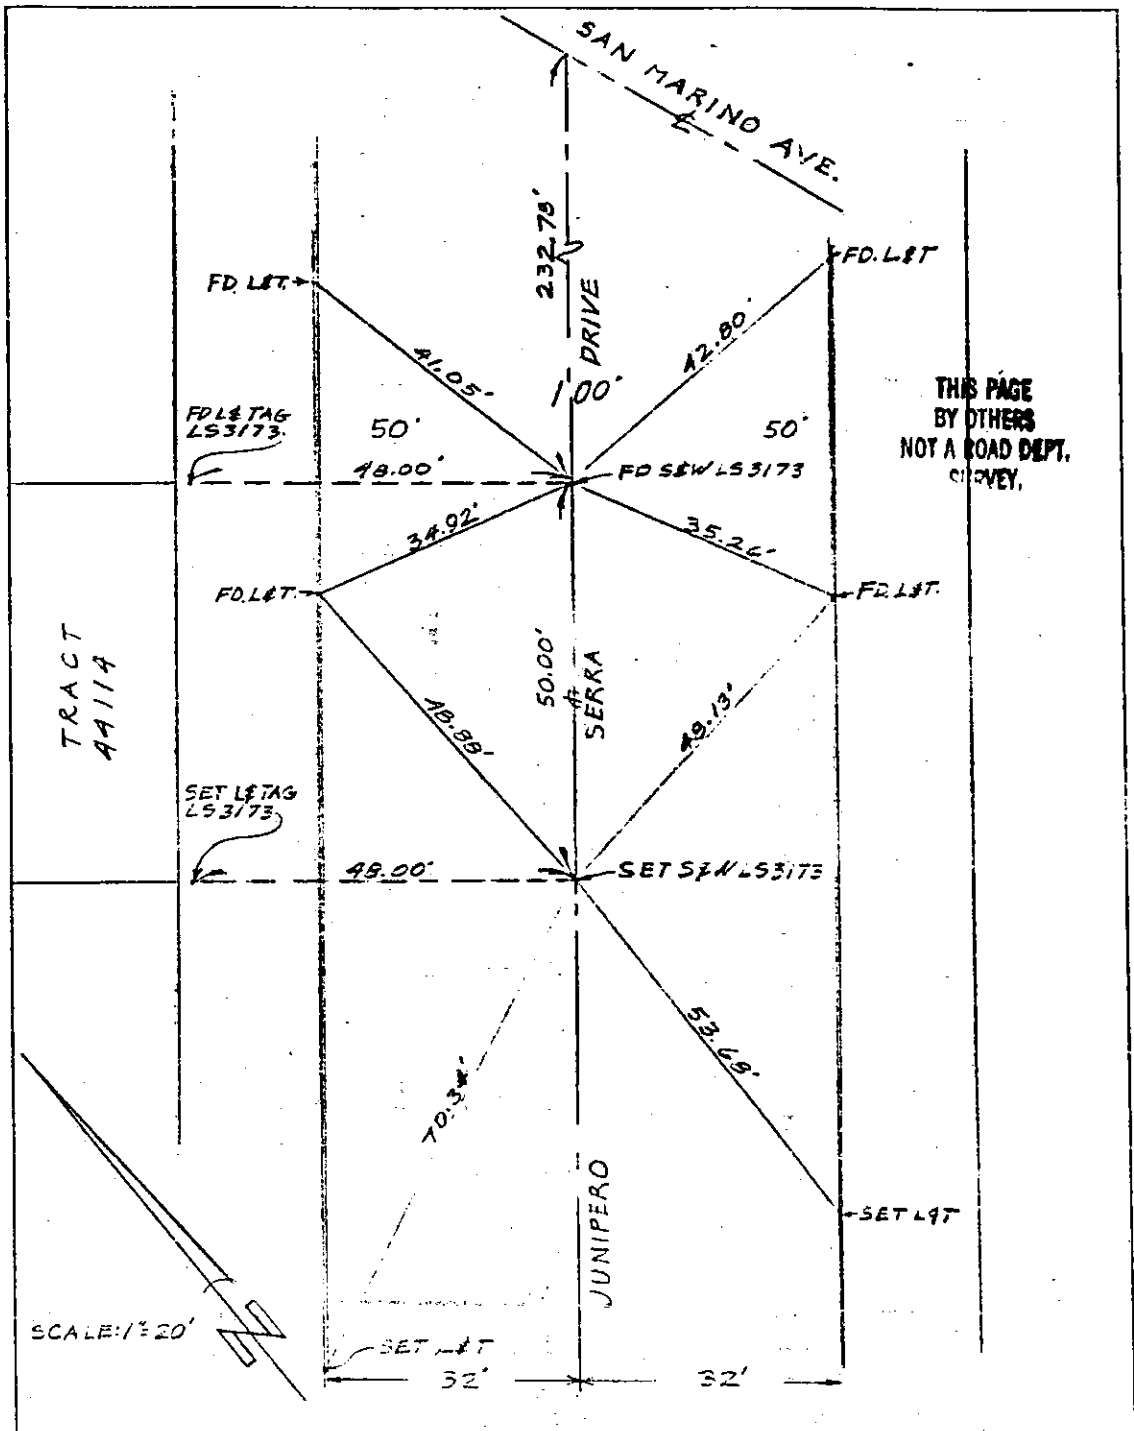 SAN MARINO AVE.
℄
232.78'
FD. L&T
FD. L&T.
DRIVE
41.05'
42.80'
100'
THIS PAGE
BY OTHERS
NOT A ROAD DEPT.
SURVEY.
FD L& TAG
LS3173
50'
50'
48.00'
FD S&W LS3173
34.92'
35.26'
FD. L&T.
FD. L&T.
TRACT
44114
50.00'
SERRA
48.88'
49.13'
SET L& TAG
LS3173
48.00'
SET S&N LS3173
53.68'
JUNIPERO
SET L&T
SCALE: 1"=20'
SET L&T
32'
32'